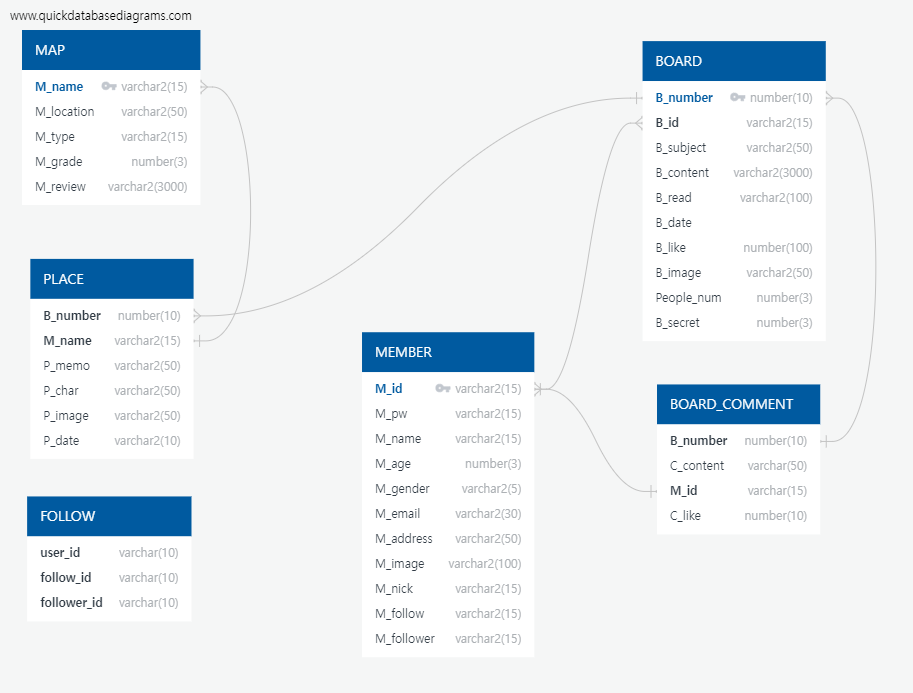 www.quickdatabasediagrams.com
MAP
M_name varchar2(15)
M_location varchar2(50)
M_type varchar2(15)
M_grade number(3)
M_review varchar2(3000)
PLACE
B_number number(10)
M_name varchar2(15)
P_memo varchar2(50)
P_char varchar2(50)
P_image varchar2(50)
P_date varchar2(10)
FOLLOW
user_id varchar(10)
follow_id varchar(10)
follower_id varchar(10)
MEMBER
M_id varchar2(15)
M_pw varchar2(15)
M_name varchar2(15)
M_age number(3)
M_gender varchar2(5)
M_email varchar2(30)
M_address varchar2(50)
M_image varchar2(100)
M_nick varchar2(15)
M_follow varchar2(15)
M_follower varchar2(15)
BOARD
B_number number(10)
B_id varchar2(15)
B_subject varchar2(50)
B_content varchar2(3000)
B_read varchar2(100)
B_date
B_like number(100)
B_image varchar2(50)
People_num number(3)
B_secret number(3)
BOARD_COMMENT
B_number number(10)
C_content varchar(50)
M_id varchar(15)
C_like number(10)